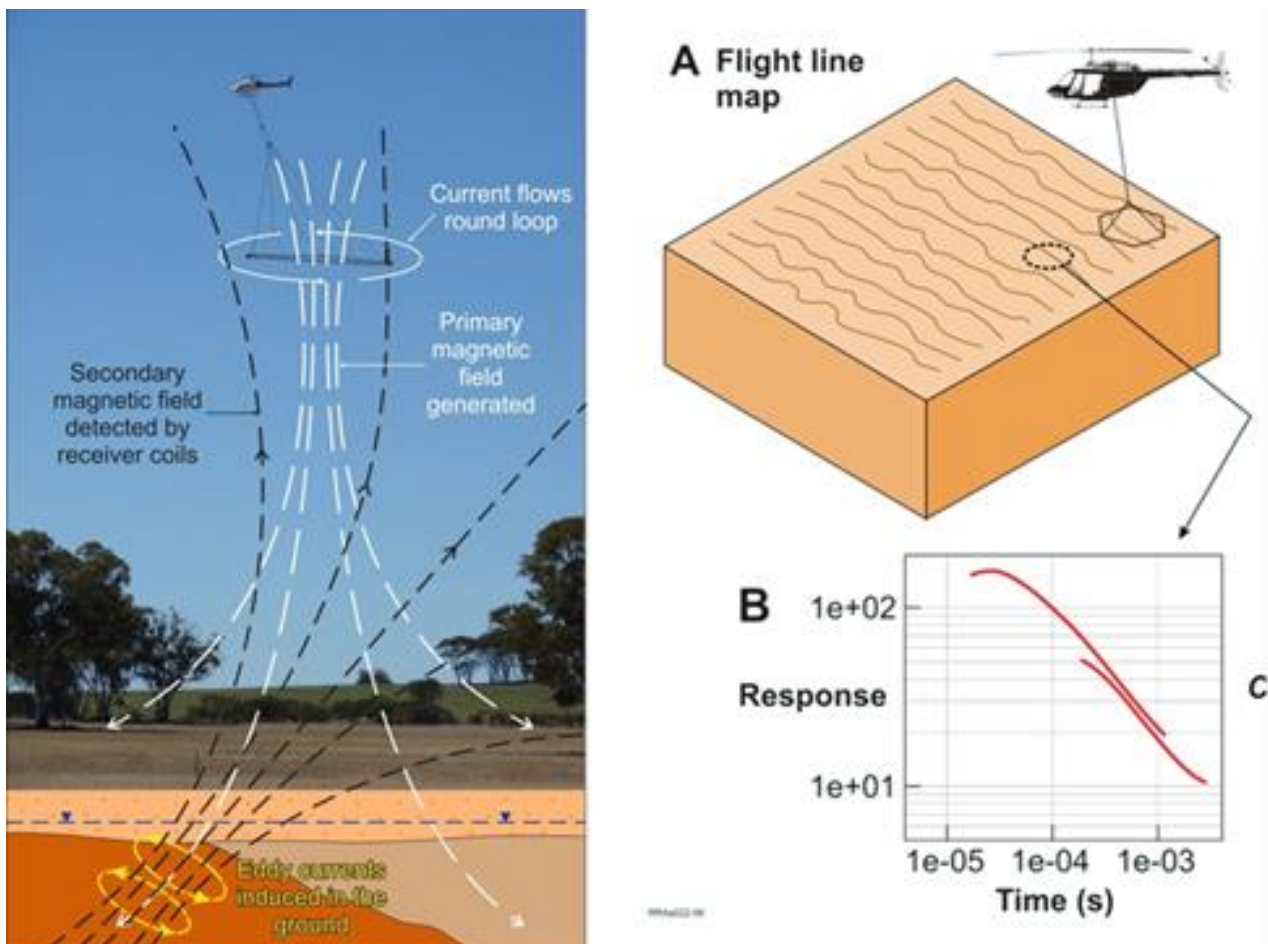 Current flows
round loop
Primary
magnetic
field
generated
Secondary
magnetic field
detected by
receiver coils
Eddy currents
induced in the
ground
A Flight line
map
B
1e+02
Response
1e+01
1e-05 1e-04 1e-03
Time (s)
C